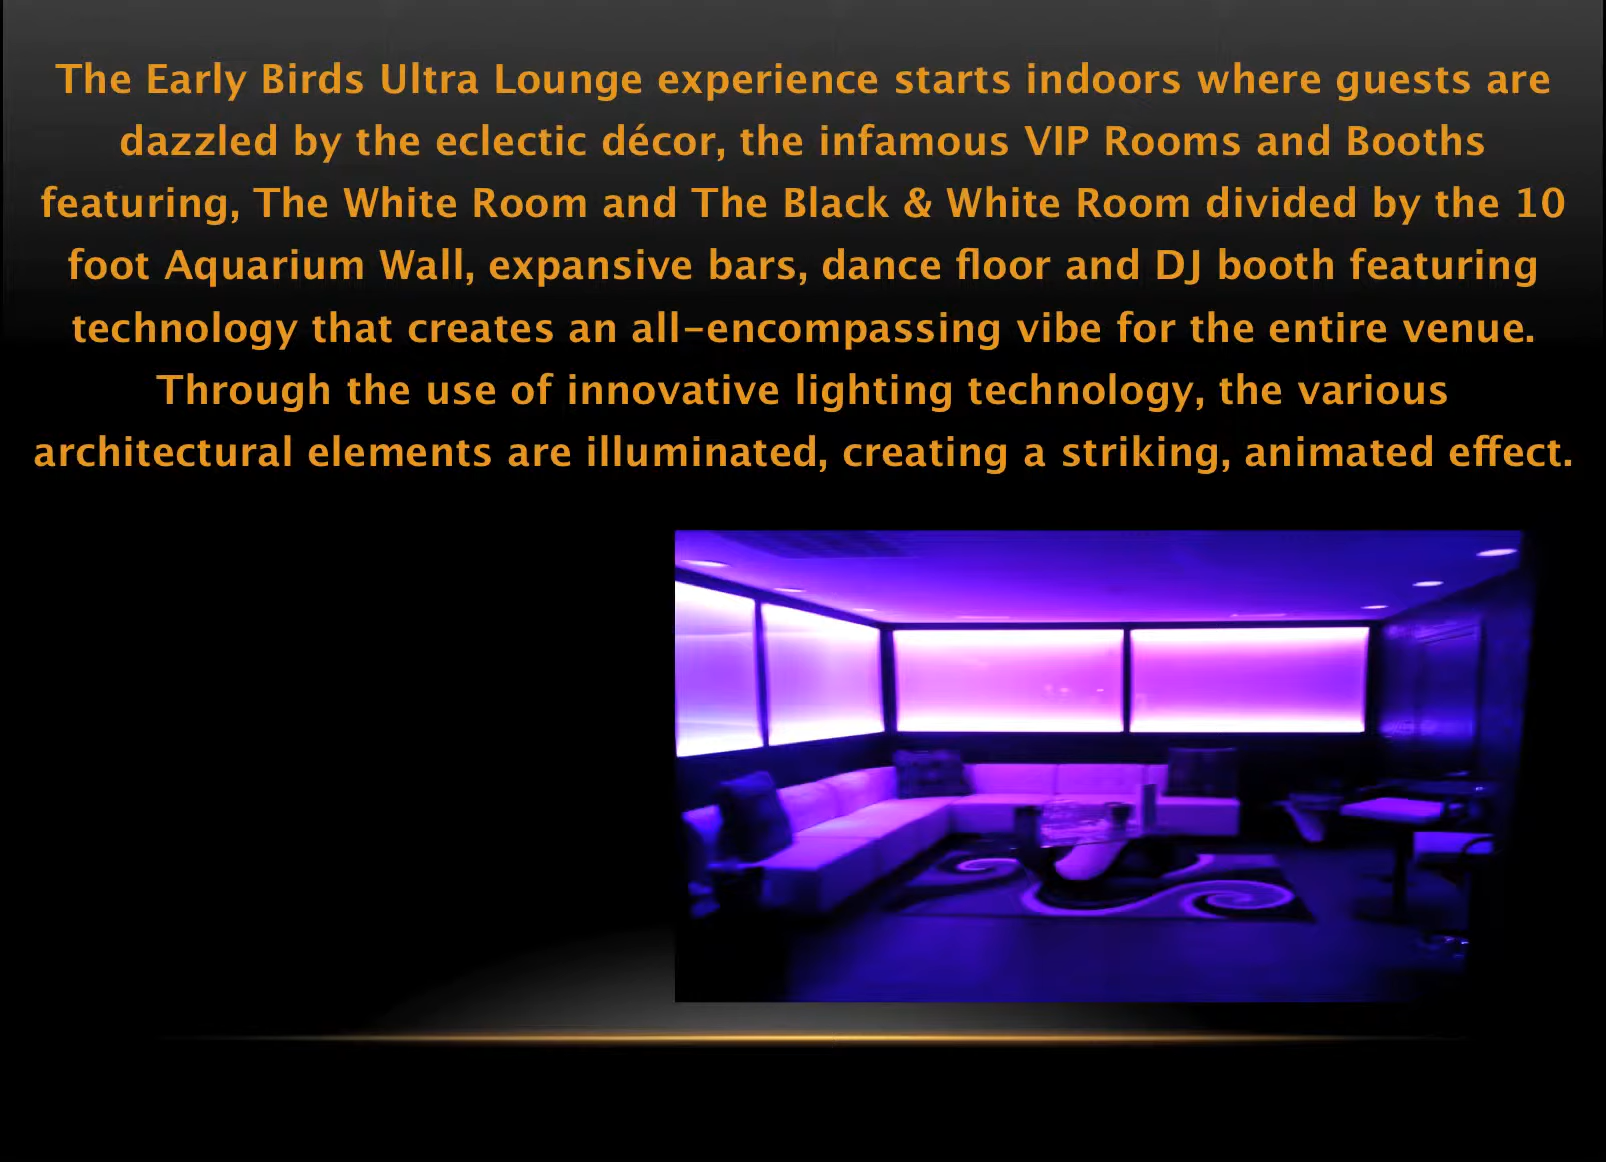 The Early Birds Ultra Lounge experience starts indoors where guests are
dazzled by the eclectic décor, the infamous VIP Rooms and Booths
featuring, The White Room and The Black & White Room divided by the 10
foot Aquarium Wall, expansive bars, dance floor and DJ booth featuring
technology that creates an all-encompassing vibe for the entire venue.
Through the use of innovative lighting technology, the various
architectural elements are illuminated, creating a striking, animated effect.